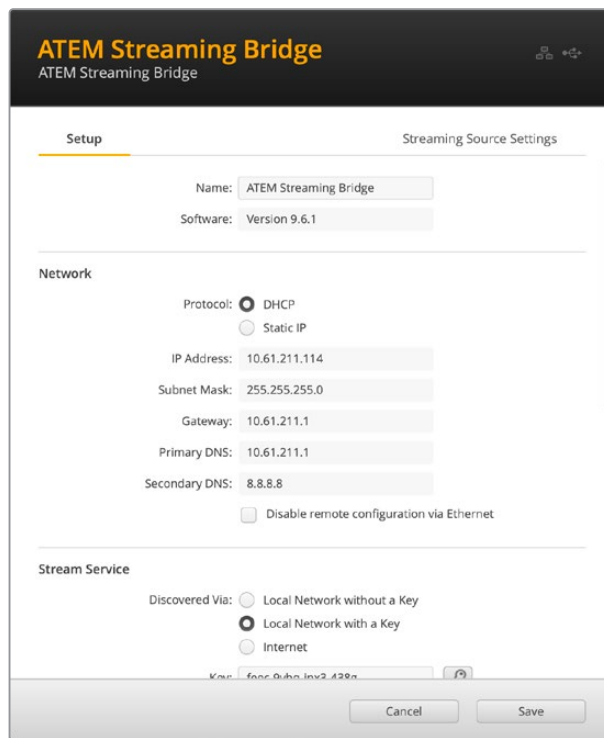 ATEM Streaming Bridge
ATEM Streaming Bridge
Setup
Streaming Source Settings
Name: ATEM Streaming Bridge
Software: Version 9.6.1
Network
Protocol: DHCP
Static IP
IP Address: 10.61.211.114
Subnet Mask: 255.255.255.0
Gateway: 10.61.211.1
Primary DNS: 10.61.211.1
Secondary DNS: 8.8.8.8
Disable remote configuration via Ethernet
Stream Service
Discovered Via: Local Network without a Key
Local Network with a Key
Internet
Key:
Cancel
Save